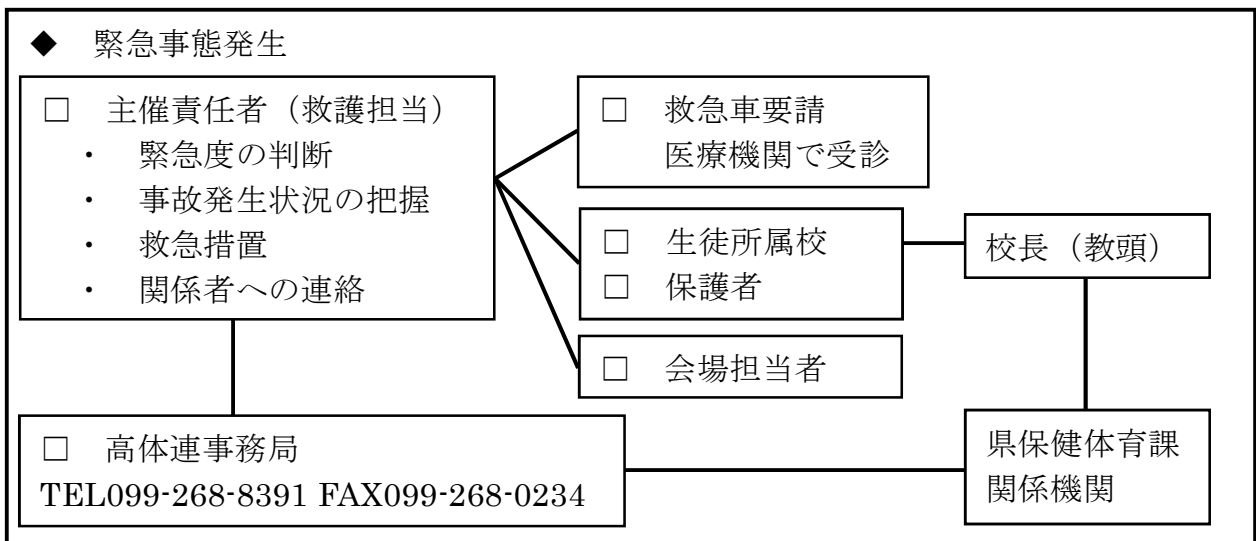 ◆ 緊急事態発生
□ 主催責任者（救護担当）
・ 緊急度の判断
・ 事故発生状況の把握
・ 救急措置
・ 関係者への連絡
□ 救急車要請
医療機関で受診
□ 生徒所属校
□ 保護者
校長（教頭）
□ 会場担当者
□ 高体連事務局
TEL099-268-8391 FAX099-268-0234
県保健体育課
関係機関